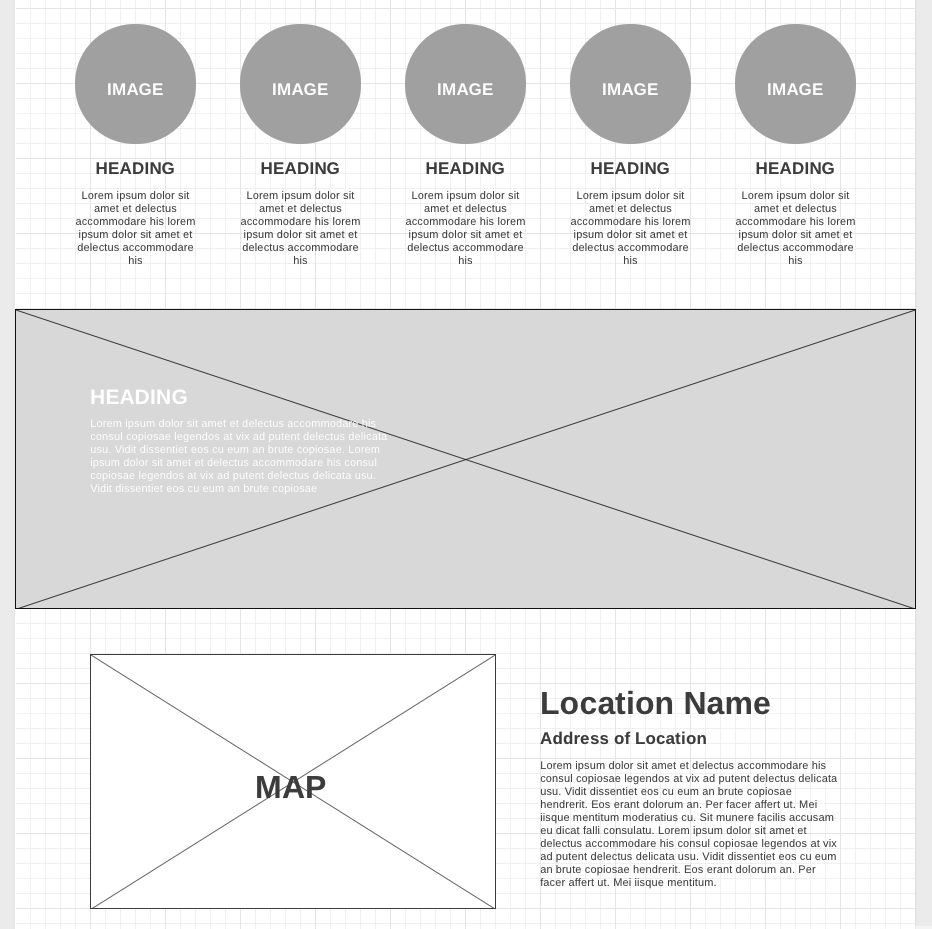 IMAGE IMAGE IMAGE IMAGE IMAGE
HEADING HEADING HEADING HEADING HEADING
Lorem ipsum dolor sit
amet et delectus
accommodare his lorem
ipsum dolor sit amet et
delectus accommodare
his
Lorem ipsum dolor sit
amet et delectus
accommodare his lorem
ipsum dolor sit amet et
delectus accommodare
his
Lorem ipsum dolor sit
amet et delectus
accommodare his lorem
ipsum dolor sit amet et
delectus accommodare
his
Lorem ipsum dolor sit
amet et delectus
accommodare his lorem
ipsum dolor sit amet et
delectus accommodare
his
Lorem ipsum dolor sit
amet et delectus
accommodare his lorem
ipsum dolor sit amet et
delectus accommodare
his
HEADING
Lorem ipsum dolor sit amet et delectus accommodare his
consul copiosae legendos at vix ad putent delectus delicata
usu. Vidit dissentiet eos cu eum an brute copiosae. Lorem
ipsum dolor sit amet et delectus accommodare his consul
copiosae legendos at vix ad putent delectus delicata usu.
Vidit dissentiet eos cu eum an brute copiosae
MAP
Location Name
Address of Location
Lorem ipsum dolor sit amet et delectus accommodare his
consul copiosae legendos at vix ad putent delectus delicata
usu. Vidit dissentiet eos cu eum an brute copiosae
hendrerit. Eos erant dolorum an. Per facer affert ut. Mei
iisque mentitum moderatius cu. Sit munere facilis accusam
eu dicat falli consulatu. Lorem ipsum dolor sit amet et
delectus accommodare his consul copiosae legendos at vix
ad putent delectus delicata usu. Vidit dissentiet eos cu eum
an brute copiosae hendrerit. Eos erant dolorum an. Per
facer affert ut. Mei iisque mentitum.